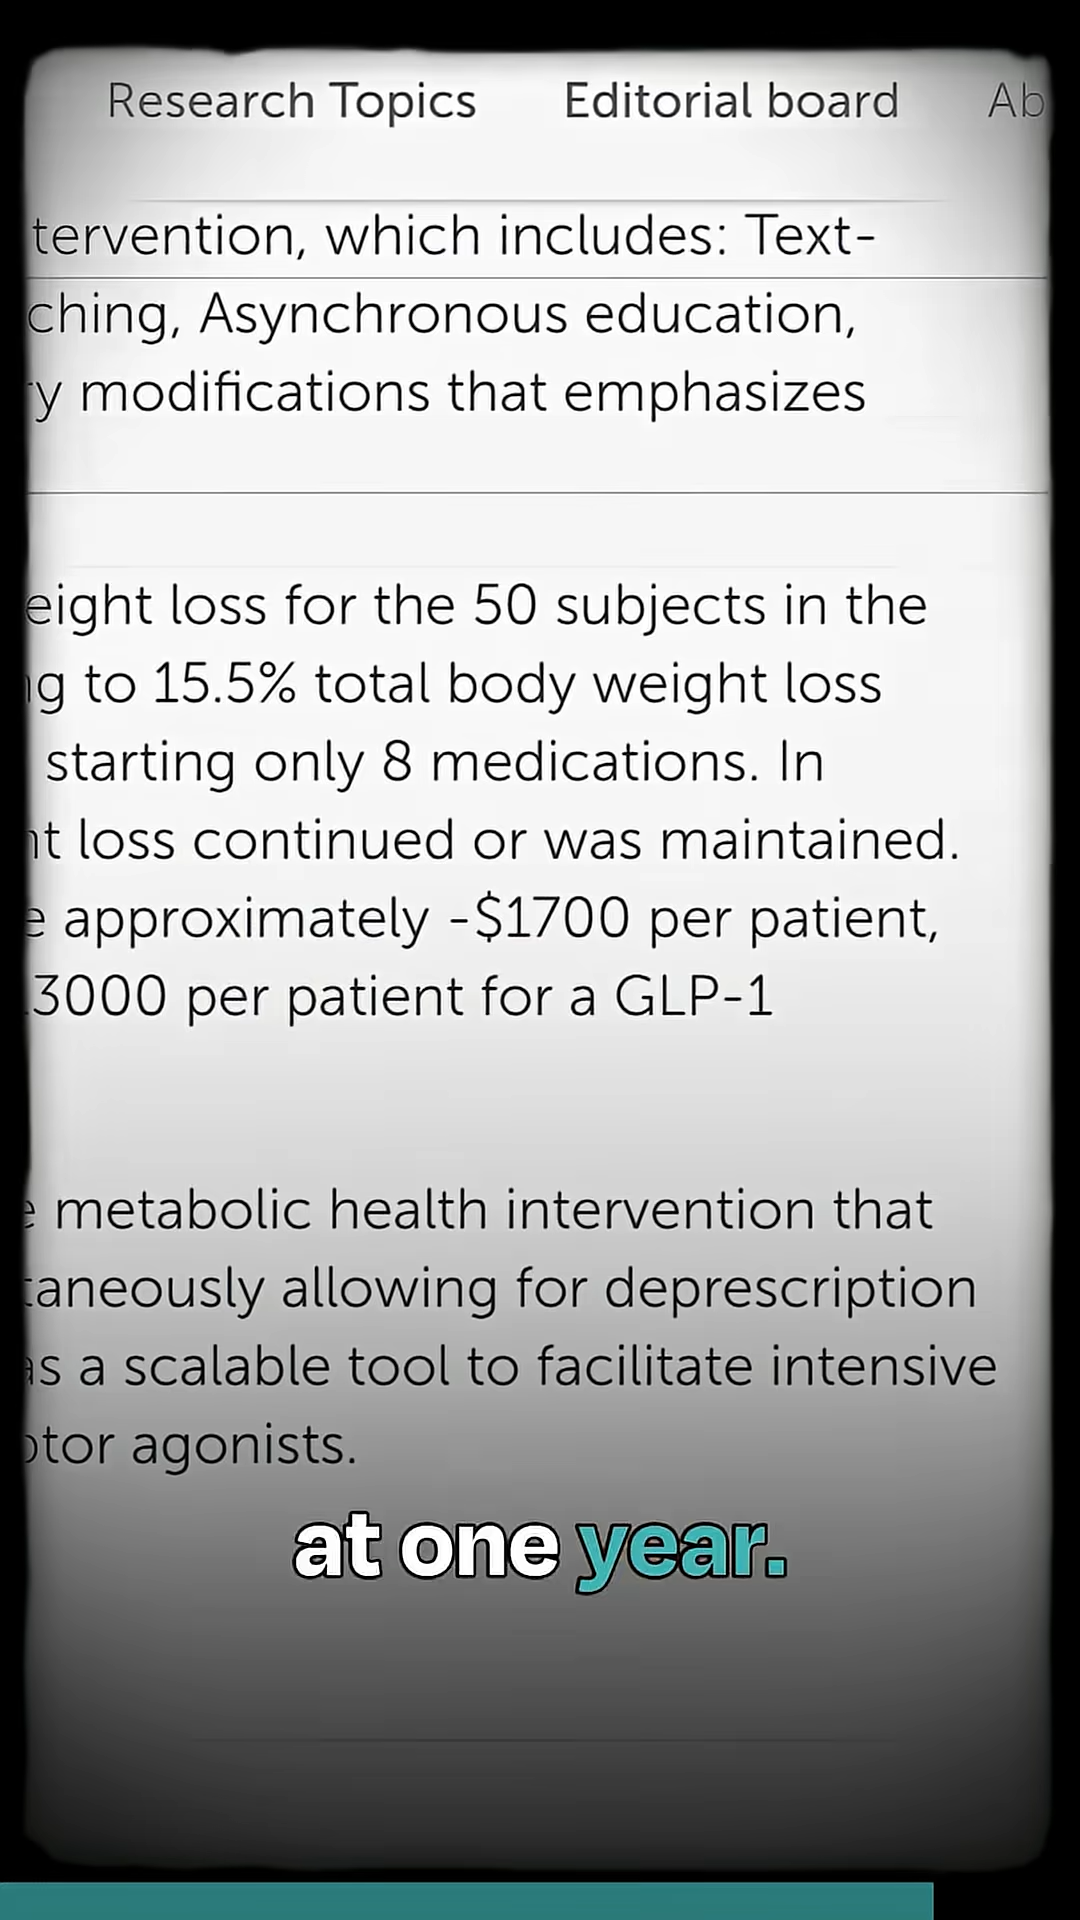 Research Topics Editorial board Ab
tervention, which includes: Text-
ching, Asynchronous education,
y modifications that emphasizes
eight loss for the 50 subjects in the
g to 15.5% total body weight loss
starting only 8 medications. In
t loss continued or was maintained.
e approximately -$1700 per patient,
3000 per patient for a GLP-1
e metabolic health intervention that
taneously allowing for deprescription
as a scalable tool to facilitate intensive
tor agonists.
at one year.